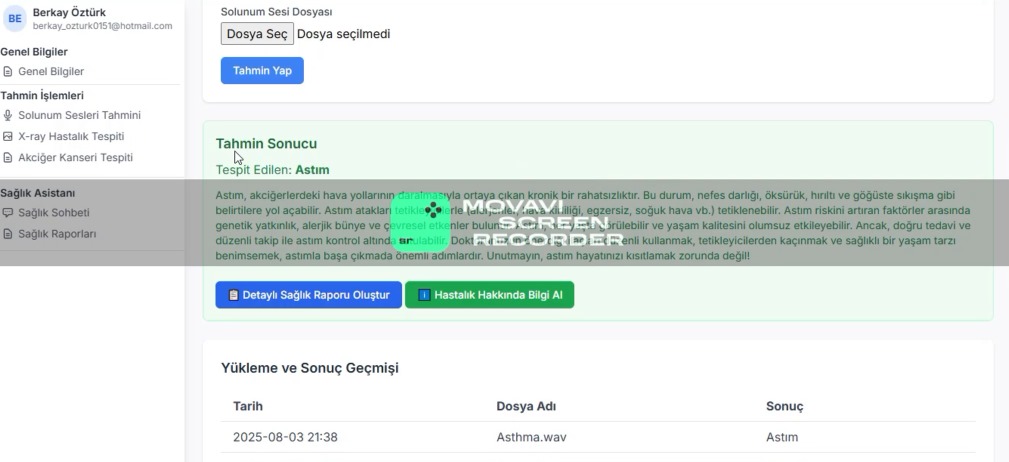 BE
Berkay Öztürk
berkay_ozturk0151@hotmail.com
Genel Bilgiler
Genel Bilgiler
Tahmin İşlemleri
Solunum Sesleri Tahmini
X-ray Hastalık Tespiti
Akciğer Kanseri Tespiti
Sağlık Asistanı
Sağlık Sohbeti
Sağlık Raporları
Solunum Sesi Dosyası
Dosya Seç Dosya seçilmedi
Tahmin Yap
Tahmin Sonucu
Tespit Edilen: Astım
Astım, akciğerlerdeki hava yollarının daralmasıyla ortaya çıkan kronik bir rahatsızlıktır. Bu durum, nefes darlığı, öksürük, hırıltı ve göğüste sıkışma gibi
belirtilere yol açabilir. Astım atakları (alerjenler, hava kirliliği, egzersiz, soğuk hava vb.) tetiklenebilir. Astım riskini artıran faktörler arasında
genetik yatkınlık, alerjik bünye ve çevresel etkenler görülebilir ve yaşam kalitesini olumsuz etkileyebilir. Ancak, doğru tedavi ve
düzenli takip ile astım kontrol altında kullanmak, tetikleyicilerden kaçınmak ve sağlıklı bir yaşam tarzı
benimsemek, astımla başa çıkmada önemli adımlardır. Unutmayın, astım hayatınızı kısıtlamak zorunda değil!
MOVAVI
SCREEN
RECORDER
Detaylı Sağlık Raporu Oluştur
Hastalık Hakkında Bilgi Al
Yükleme ve Sonuç Geçmişi
Tarih Dosya Adı Sonuç
2025-08-03 21:38 Asthma.wav Astım